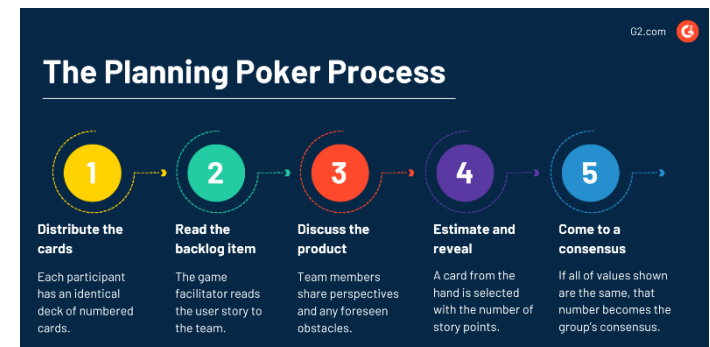 G2.com
The Planning Poker Process
1
2
3
4
5
Distribute the
cards
Each participant
has an identical
deck of numbered
cards.
Read the
backlog item
The game
facilitator reads
the user story to
the team.
Discuss the
product
Team members
share perspectives
and any foreseen
obstacles.
Estimate and
reveal
A card from the
hand is selected
with the number of
story points.
Come to a
consensus
If all of values shown
are the same, that
number becomes the
group's consensus.